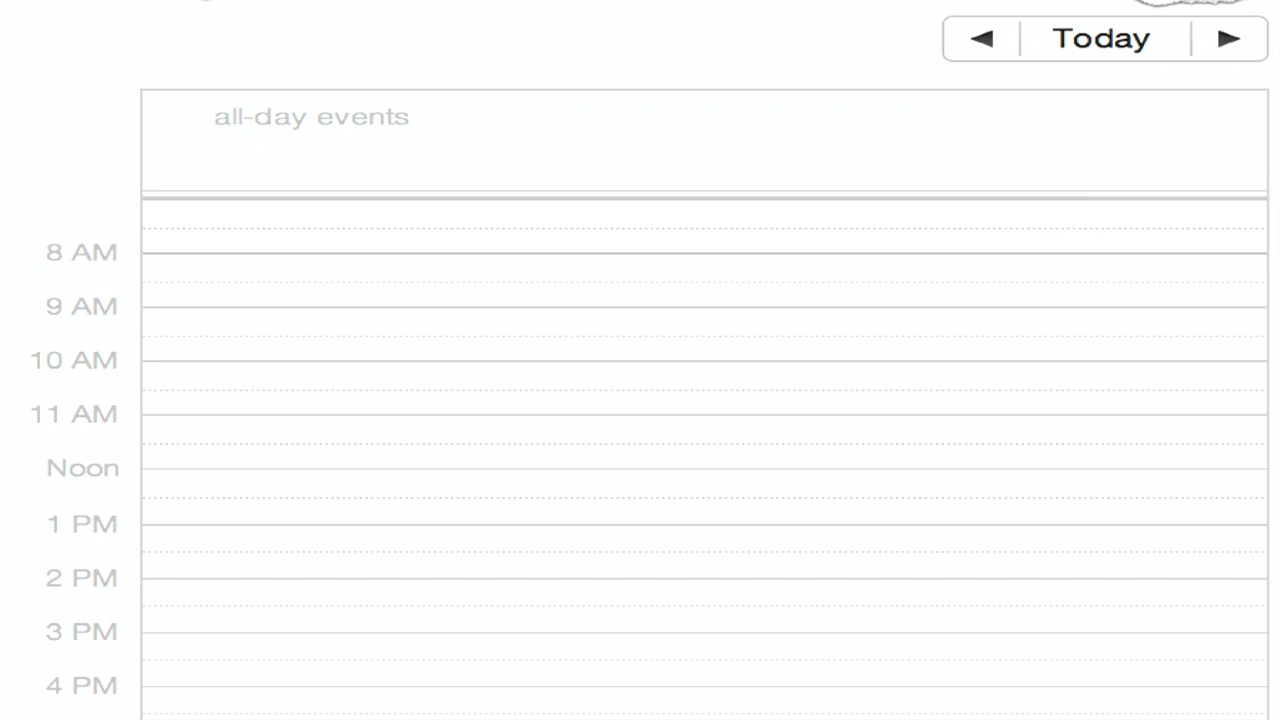 Today
all-day events
8 AM
9 AM
10 AM
11 AM
Noon
1 PM
2 PM
3 PM
4 PM